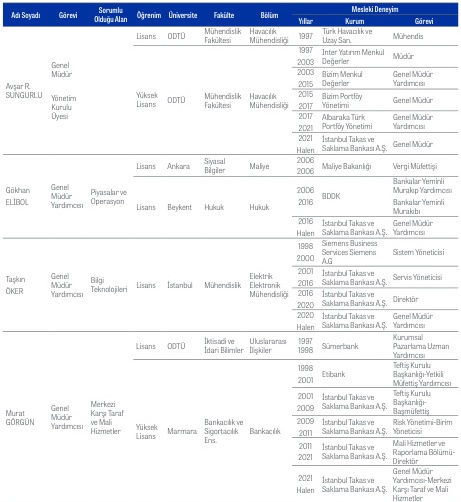 Adı Soyadı Görevi Sorumlu Olduğu Alan Öğrenim Üniversite Fakülte Bölüm Mesleki Deneyim
Yıllar Kurum Görevi
Avşar R. SUNGURLU
Genel Müdür
Yönetim Kurulu Üyesi
Lisans ODTÜ Mühendislik Fakültesi Havacılık Mühendisliği
1997 Türk Havacılık ve Uzay San. Mühendis
Yüksek Lisans ODTÜ Mühendislik Fakültesi Havacılık Mühendisliği
1997 2003 Inter Yatırım Menkul Değerler Müdür
2003 2015 Bizim Menkul Değerler Genel Müdür Yardımcısı
2015 2017 Bizim Portföy Yönetimi Genel Müdür
2017 2021 Albaraka Türk Portföy Yönetimi Genel Müdür Yardımcısı
2021 Halen İstanbul Takas ve Saklama Bankası A.Ş. Genel Müdür
Gökhan ELİBOL
Genel Müdür Yardımcısı
Piyasalar ve Operasyon
Lisans Ankara Siyasal Bilgiler Maliye
2006 2006 Maliye Bakanlığı Vergi Müfettişi
Lisans Beykent Hukuk Hukuk
2006 2016 BDDK Bankalar Yeminli Murakıp Yardımcısı
Bankalar Yeminli Murakıbı
2016 Halen İstanbul Takas ve Saklama Bankası A.Ş. Genel Müdür Yardımcısı
Taşkın ÖKER
Genel Müdür Yardımcısı
Bilgi Teknolojileri
Lisans İstanbul Mühendislik Elektrik Elektronik Mühendisliği
1998 2000 Siemens Business Services Siemens A.G Sistem Yöneticisi
2001 2016 İstanbul Takas ve Saklama Bankası A.Ş. Servis Yöneticisi
2016 2020 İstanbul Takas ve Saklama Bankası A.Ş. Direktör
2020 Halen İstanbul Takas ve Saklama Bankası A.Ş. Genel Müdür Yardımcısı
Murat GÖRGÜN
Genel Müdür Yardımcısı
Merkezi Karşı Taraf ve Mali Hizmetler
Lisans ODTÜ İktisadi ve İdari Bilimler Uluslararası İlişkiler
1997 1998 Sümerbank Kurumsal Pazarlama Uzman Yardımcısı
Yüksek Lisans Marmara Bankacılık ve Sigortacılık Ens. Bankacılık
1998 2001 Etibank Teftiş Kurulu Başkanlığı-Yetkili Müfettiş Yardımcısı
2001 2009 İstanbul Takas ve Saklama Bankası A.Ş. Teftiş Kurulu Başkanlığı-Başmüfettiş
2009 2011 İstanbul Takas ve Saklama Bankası A.Ş. Risk Yönetimi-Birim Yöneticisi
2011 2021 İstanbul Takas ve Saklama Bankası A.Ş. Mali Hizmetler ve Raporlama Bölümü-Direktör
2021 Halen İstanbul Takas ve Saklama Bankası A.Ş. Genel Müdür Yardımcısı-Merkezi Karşı Taraf ve Mali Hizmetler